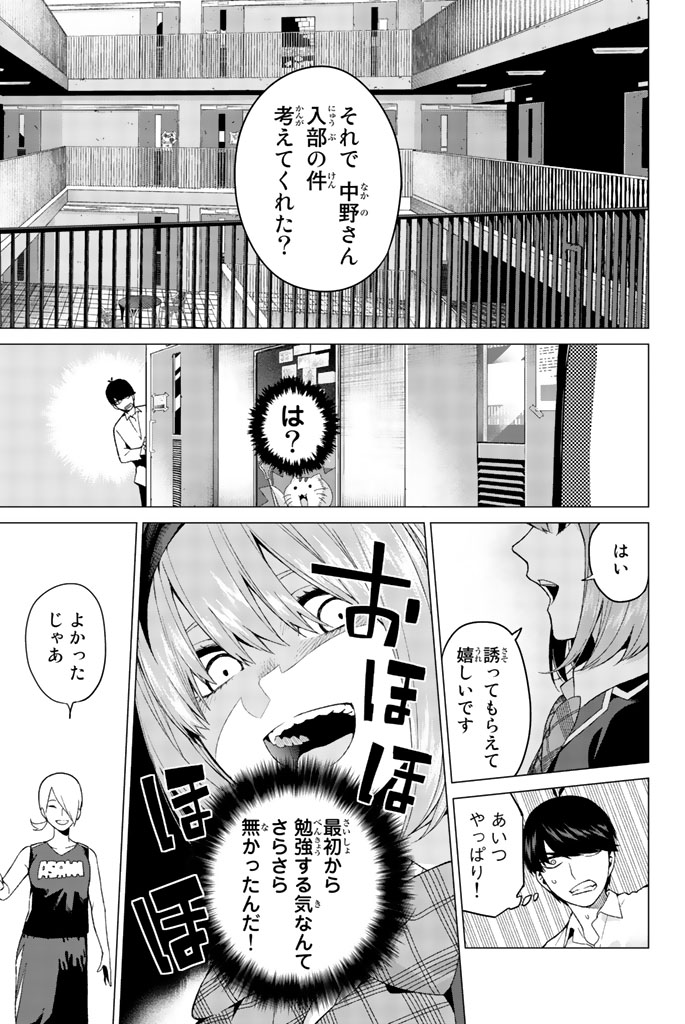 それで 中野さん
入部の件
考えてくれた？
は？
はい
誘ってもらえて
嬉しいです
あいつ
やっぱり！
おほほほ
ほほ
最初から
勉強する気なんて
さらさら
無かったんだ！
よかった
じゃあ
ASAHI